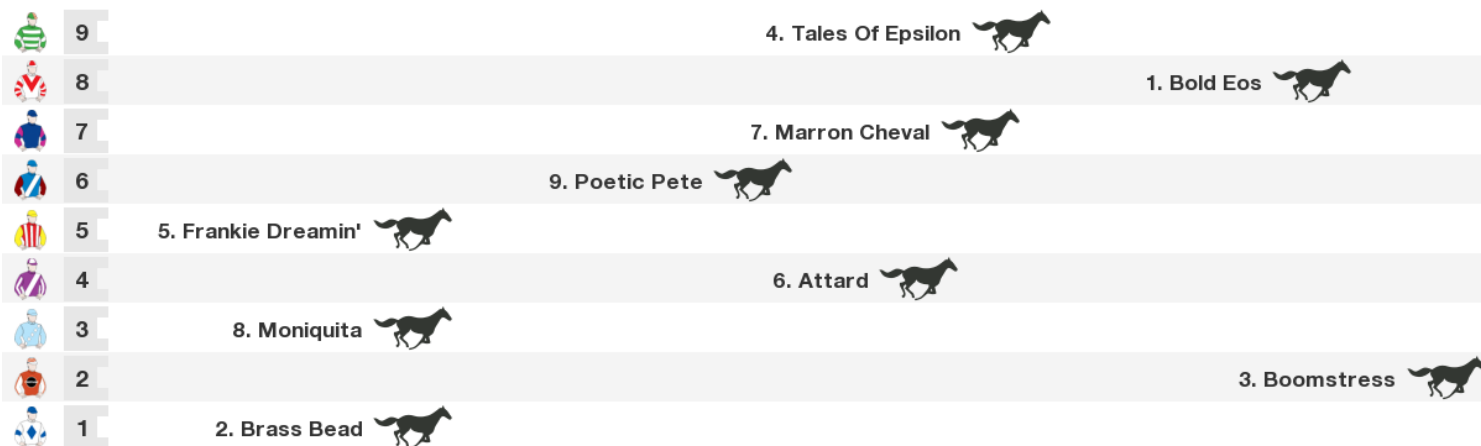 9 4. Tales Of Epsilon
8 1. Bold Eos
7 7. Marron Cheval
6 9. Poetic Pete
5 5. Frankie Dreamin'
4 6. Attard
3 8. Moniquita
2 3. Boomstress
1 2. Brass Bead